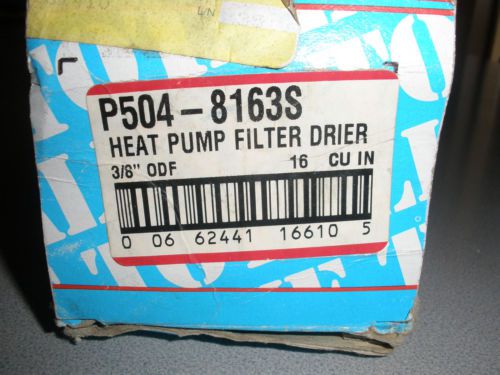 P504-8163S
HEAT PUMP FILTER DRIER
3/8" ODF 16 CU IN
0 06 62441 16610 5